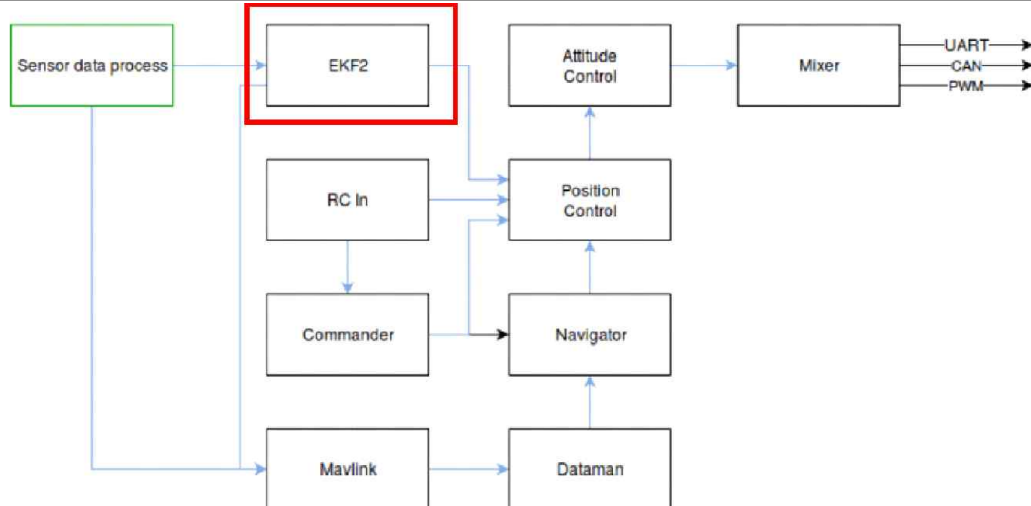 Sensor data process
EKF2
Attitude
Control
Mixer
UART
CAN
PWM
RC In
Position
Control
Commander
Navigator
Mavlink
Dataman